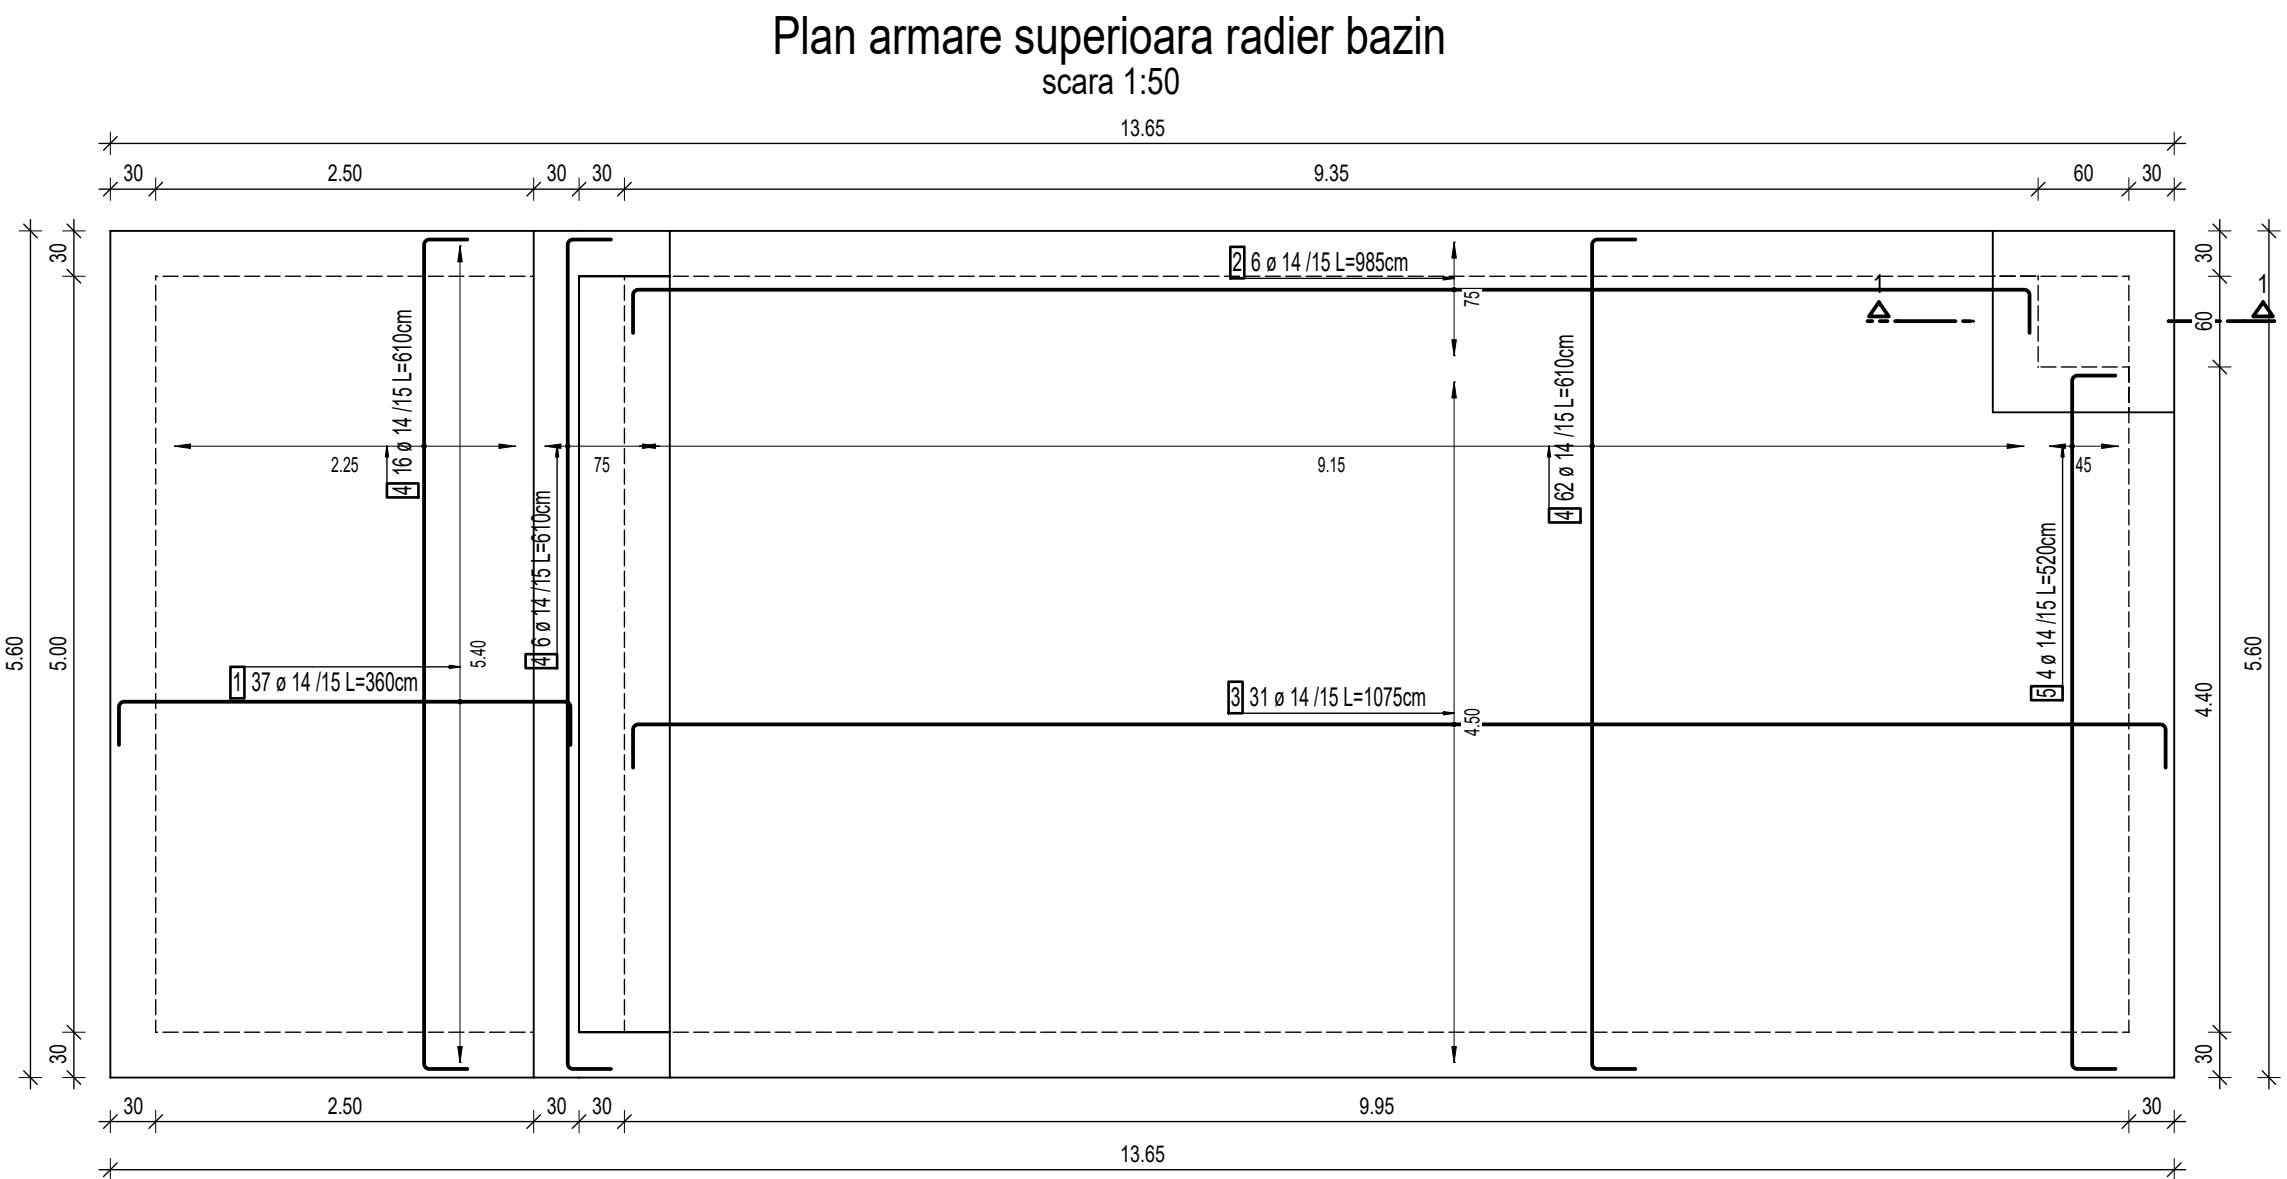 Plan armare superioara radier bazin
scara 1:50
13.65
30 2.50 30 30 9.35 60 30
30
30
2 6 ø 14 /15 L=985cm
75
1
1
60
4 16 ø 14 /15 L=610cm
4 62 ø 14 /15 L=610cm
2.25
75
9.15
45
4 6 ø 14 /15 L=610cm
5 4 ø 14 /15 L=520cm
5.60
5.00
5.40
1 37 ø 14 /15 L=360cm
3 31 ø 14 /15 L=1075cm
4.50
4.40
5.60
30
30
30 2.50 30 30 9.95 30
13.65